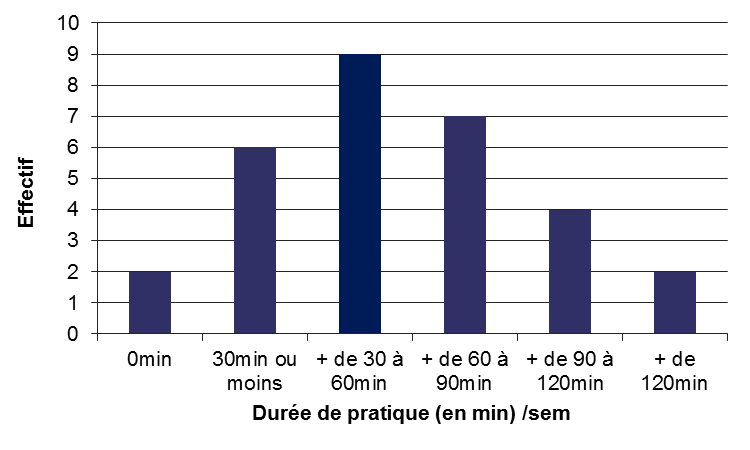 10
9
8
7
6
5
4
3
2
1
0
Effectif
0min
30min ou
moins
+ de 30 à
60min
+ de 60 à
90min
+ de 90 à
120min
+ de
120min
Durée de pratique (en min) /sem